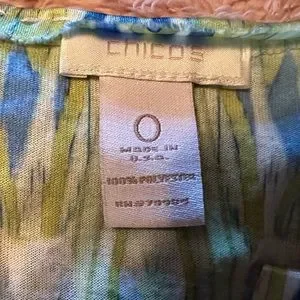 chico's
0
MADE IN
U.S.A.
100% POLYESTER